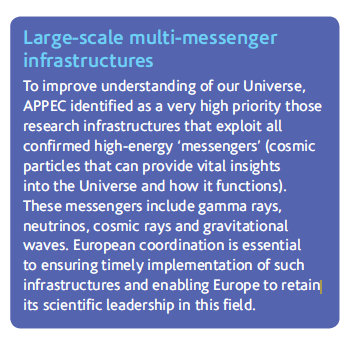 Large-scale multi-messenger
infrastructures
To improve understanding of our Universe,
APPEC identified as a very high priority those
research infrastructures that exploit all
confirmed high-energy ‘messengers’ (cosmic
particles that can provide vital insights
into the Universe and how it functions).
These messengers include gamma rays,
neutrinos, cosmic rays and gravitational
waves. European coordination is essential
to ensuring timely implementation of such
infrastructures and enabling Europe to retain
its scientific leadership in this field.